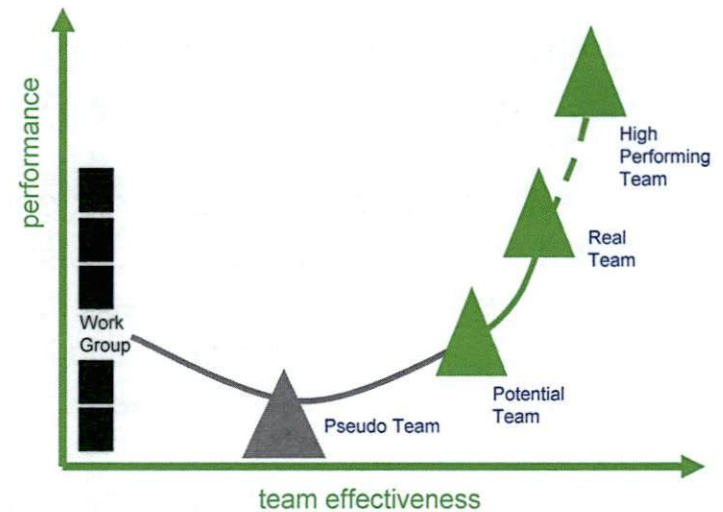 performance
High
Performing
Team
Real
Team
Work
Group
Potential
Team
Pseudo Team
team effectiveness